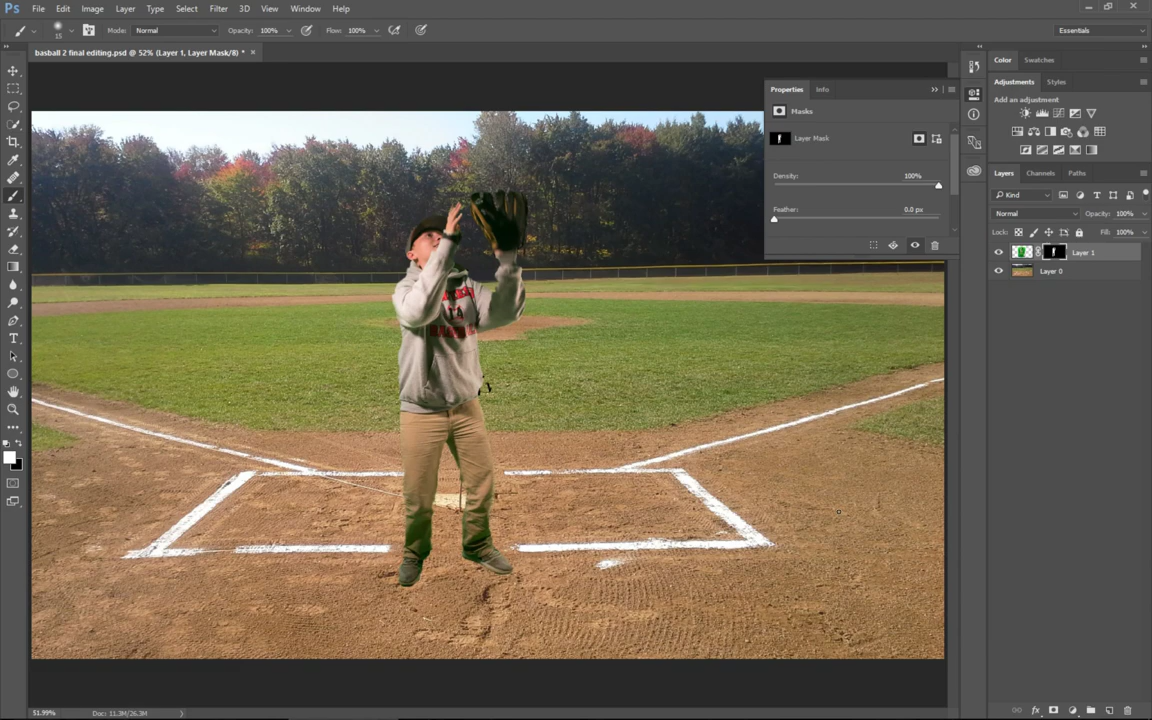 Ps File Edit Image Layer Type Select Filter 3D View Window Help
15 Mode: Normal Opacity: 100% Flow: 100% Essentials
basball 2 final editing.psd @ 52% (Layer 1, Layer Mask/8) * ×
Color Swatches
Properties Info
Adjustments Styles
Add an adjustment
Masks
Layer Mask
Density: 100%
Feather: 0.0 px
Layers Channels Paths
Kind
Normal Opacity: 100%
Lock: Fill: 100%
Layer 1
Layer 0
51.99% Doc: 11.3M/26.3M